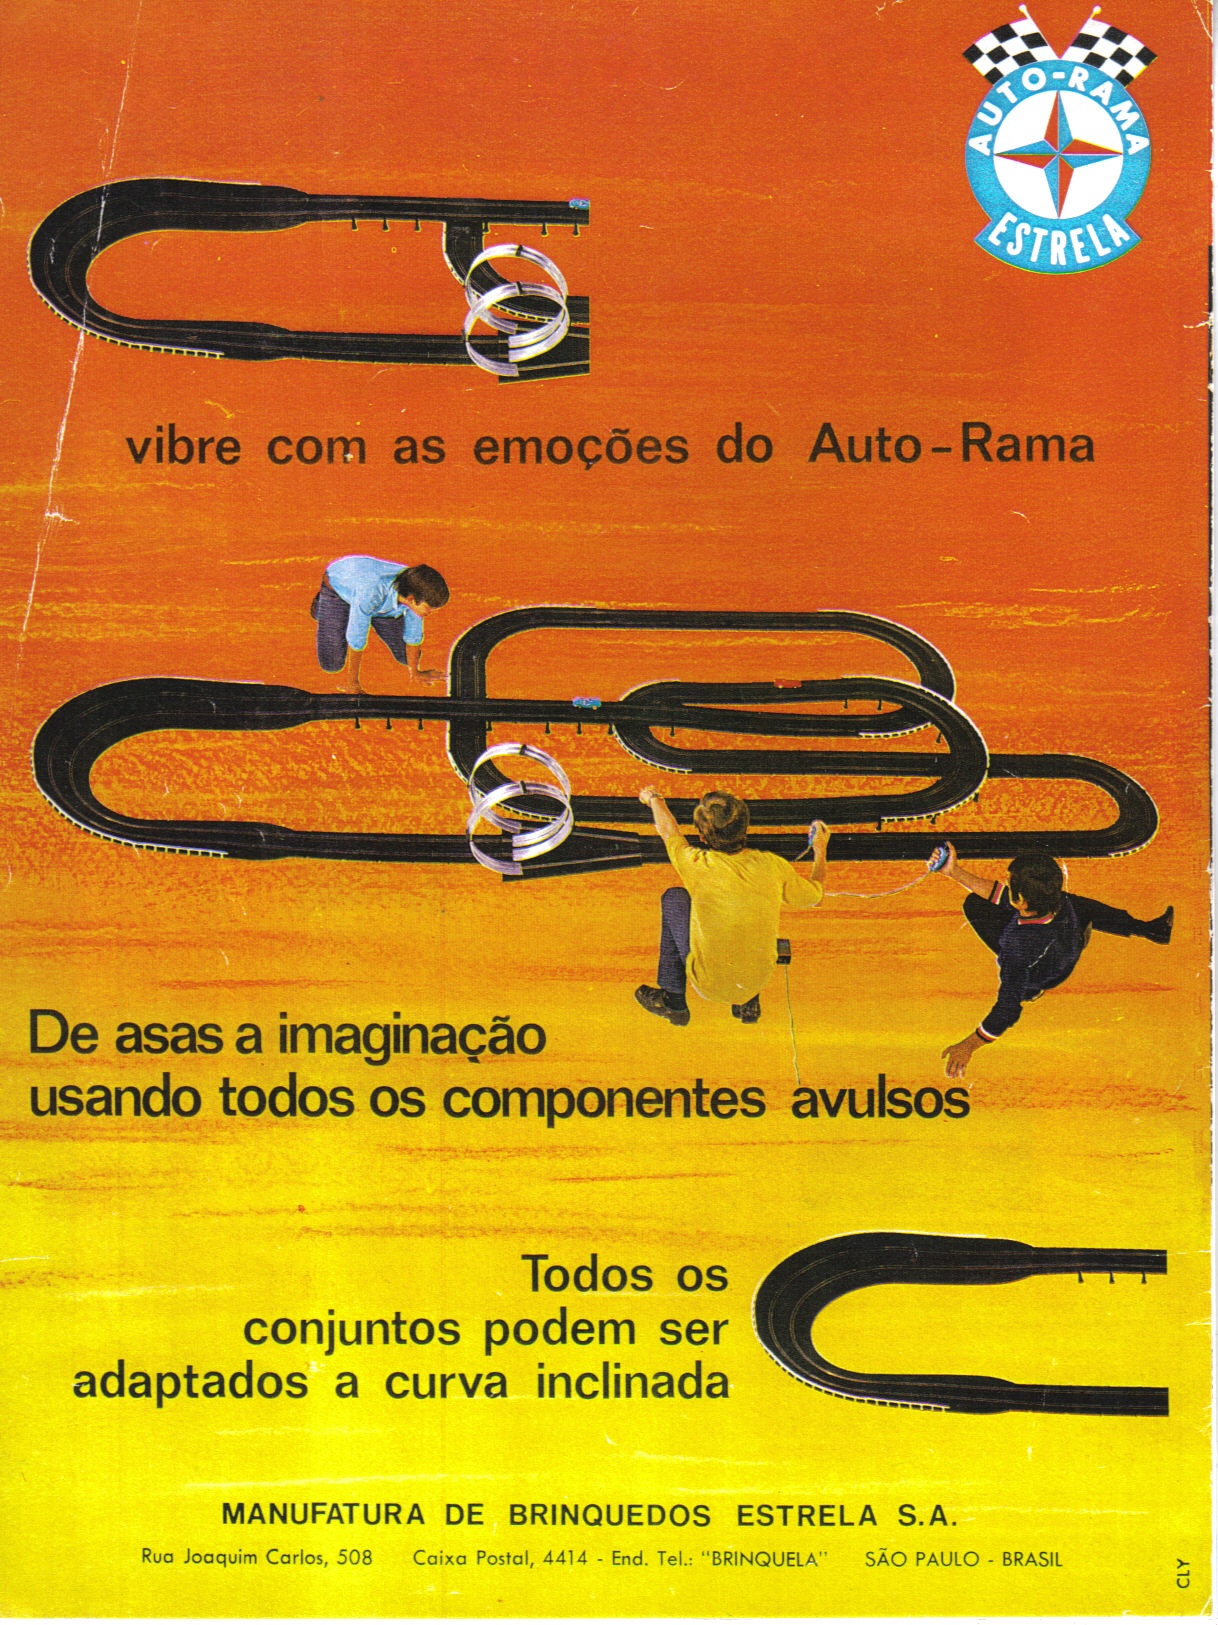 AUTO-RAMA
ESTRELA
vibre com as emoções do Auto-Rama
De asas a imaginação
usando todos os componentes avulsos
Todos os
conjuntos podem ser
adaptados a curva inclinada
MANUFATURA DE BRINQUEDOS ESTRELA S.A.
Rua Joaquim Carlos, 508 Caixa Postal, 4414 - End. Tel.: "BRINQUELA" SÃO PAULO - BRASIL
CLY